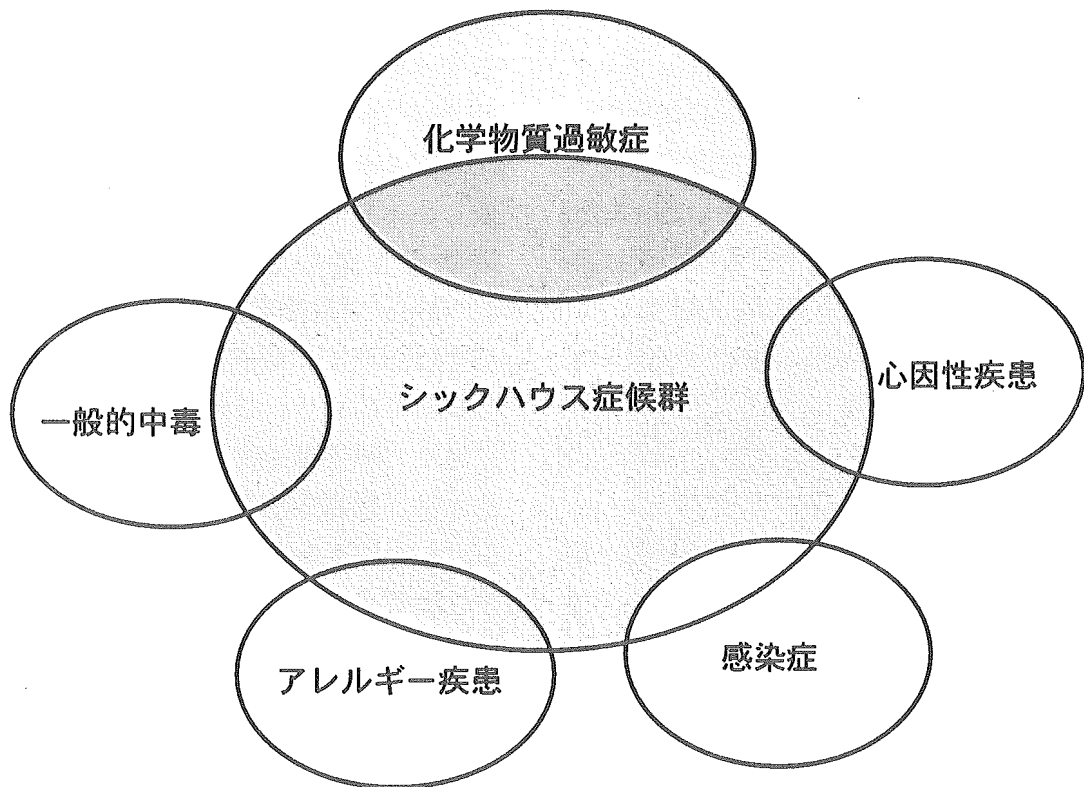 化学物質過敏症
心因性疾患
シックハウス症候群
一般的中毒
感染症
アレルギー疾患